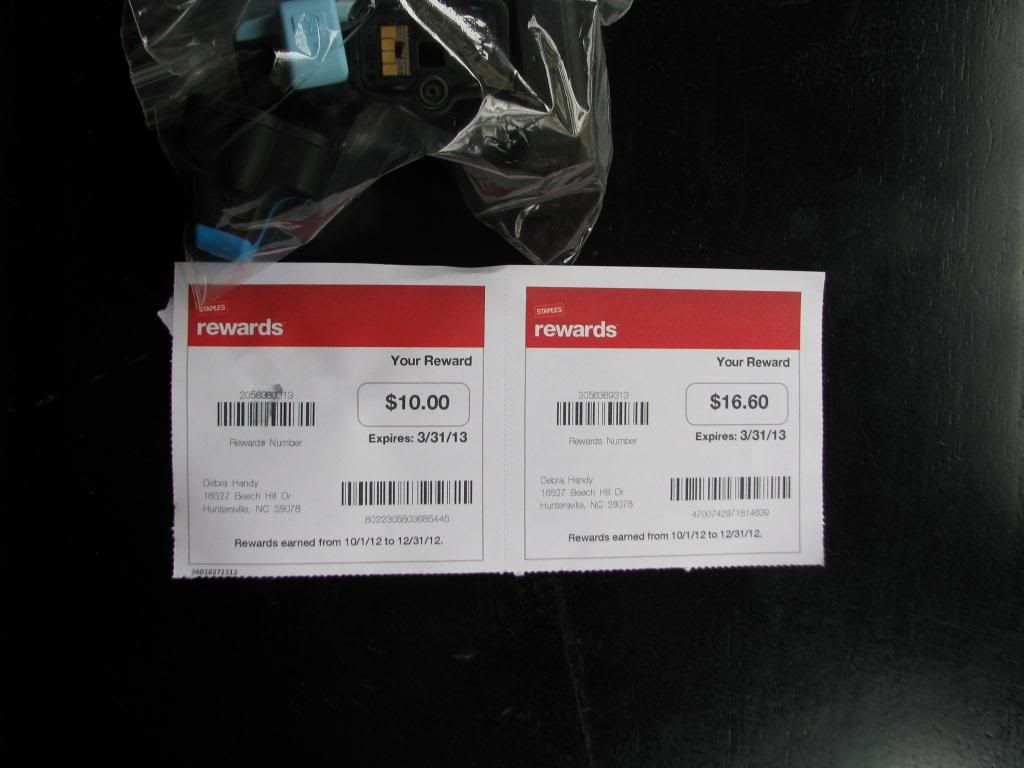 STAPLES
rewards
Your Reward
2056369313
$10.00
Rewards Number
Expires: 3/31/13
Debra Handy
16527 Beech Hill Dr
Huntersville, NC 28078
8022305803685445
Rewards earned from 10/1/12 to 12/31/12.
38020272312
STAPLES
rewards
Your Reward
2056369313
$16.60
Rewards Number
Expires: 3/31/13
Debra Handy
16527 Beech Hill Dr
Huntersville, NC 28078
4700742971814639
Rewards earned from 10/1/12 to 12/31/12.